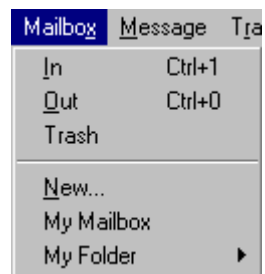 Mailbox Message Tra
In Ctrl+1
Out Ctrl+0
Trash
New...
My Mailbox
My Folder